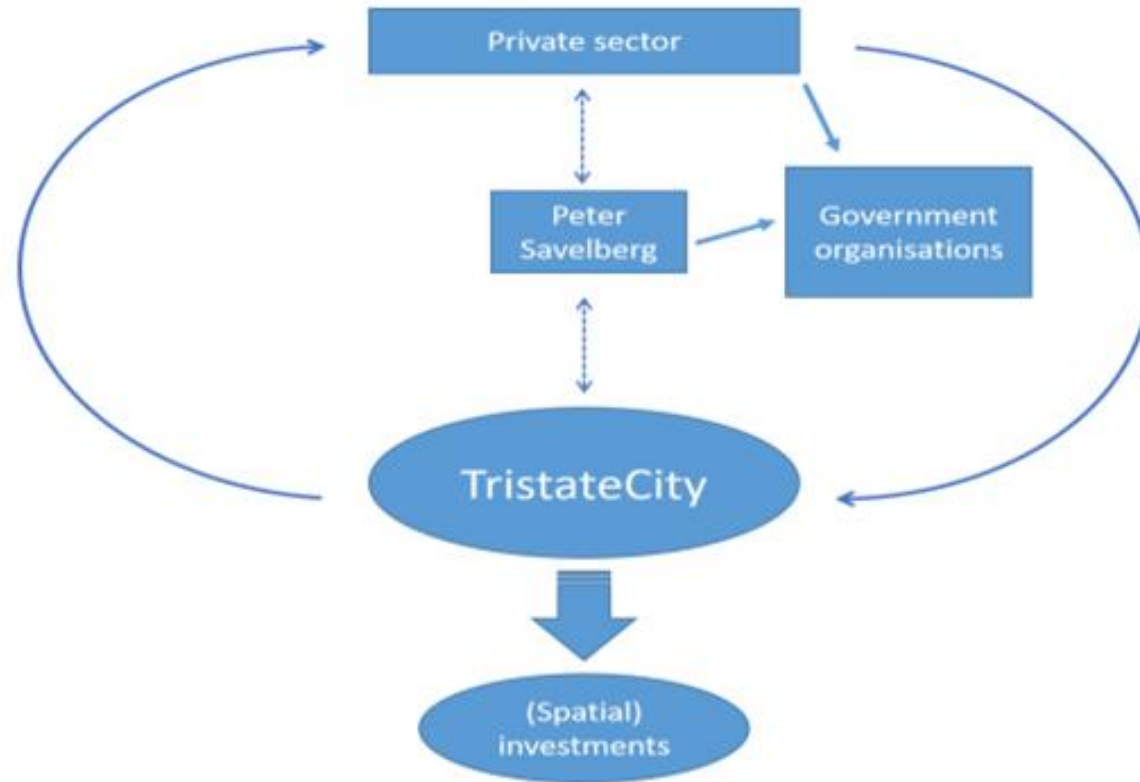 Private sector
Peter
Savelberg
Government
organisations
TristateCity
(Spatial)
investments